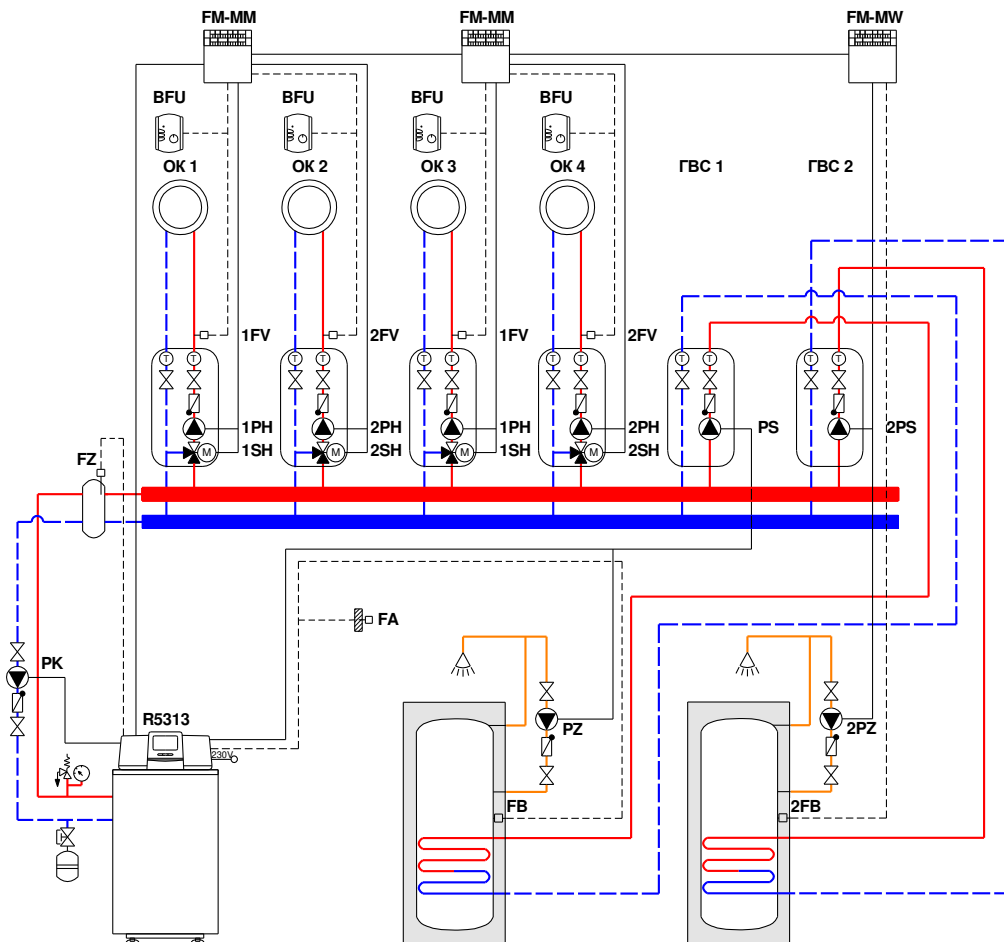 FM-MM FM-MM FM-MW
BFU BFU BFU BFU
ОК 1 ОК 2 ОК 3 ОК 4 ГВС 1 ГВС 2
1FV 2FV 1FV 2FV
T T T T T T T T T T T T
1PH 2PH 1PH 2PH PS 2PS
M 1SH M 2SH M 1SH M 2SH
FZ
FA
PK
R5313
230V
PZ 2PZ
FB 2FB